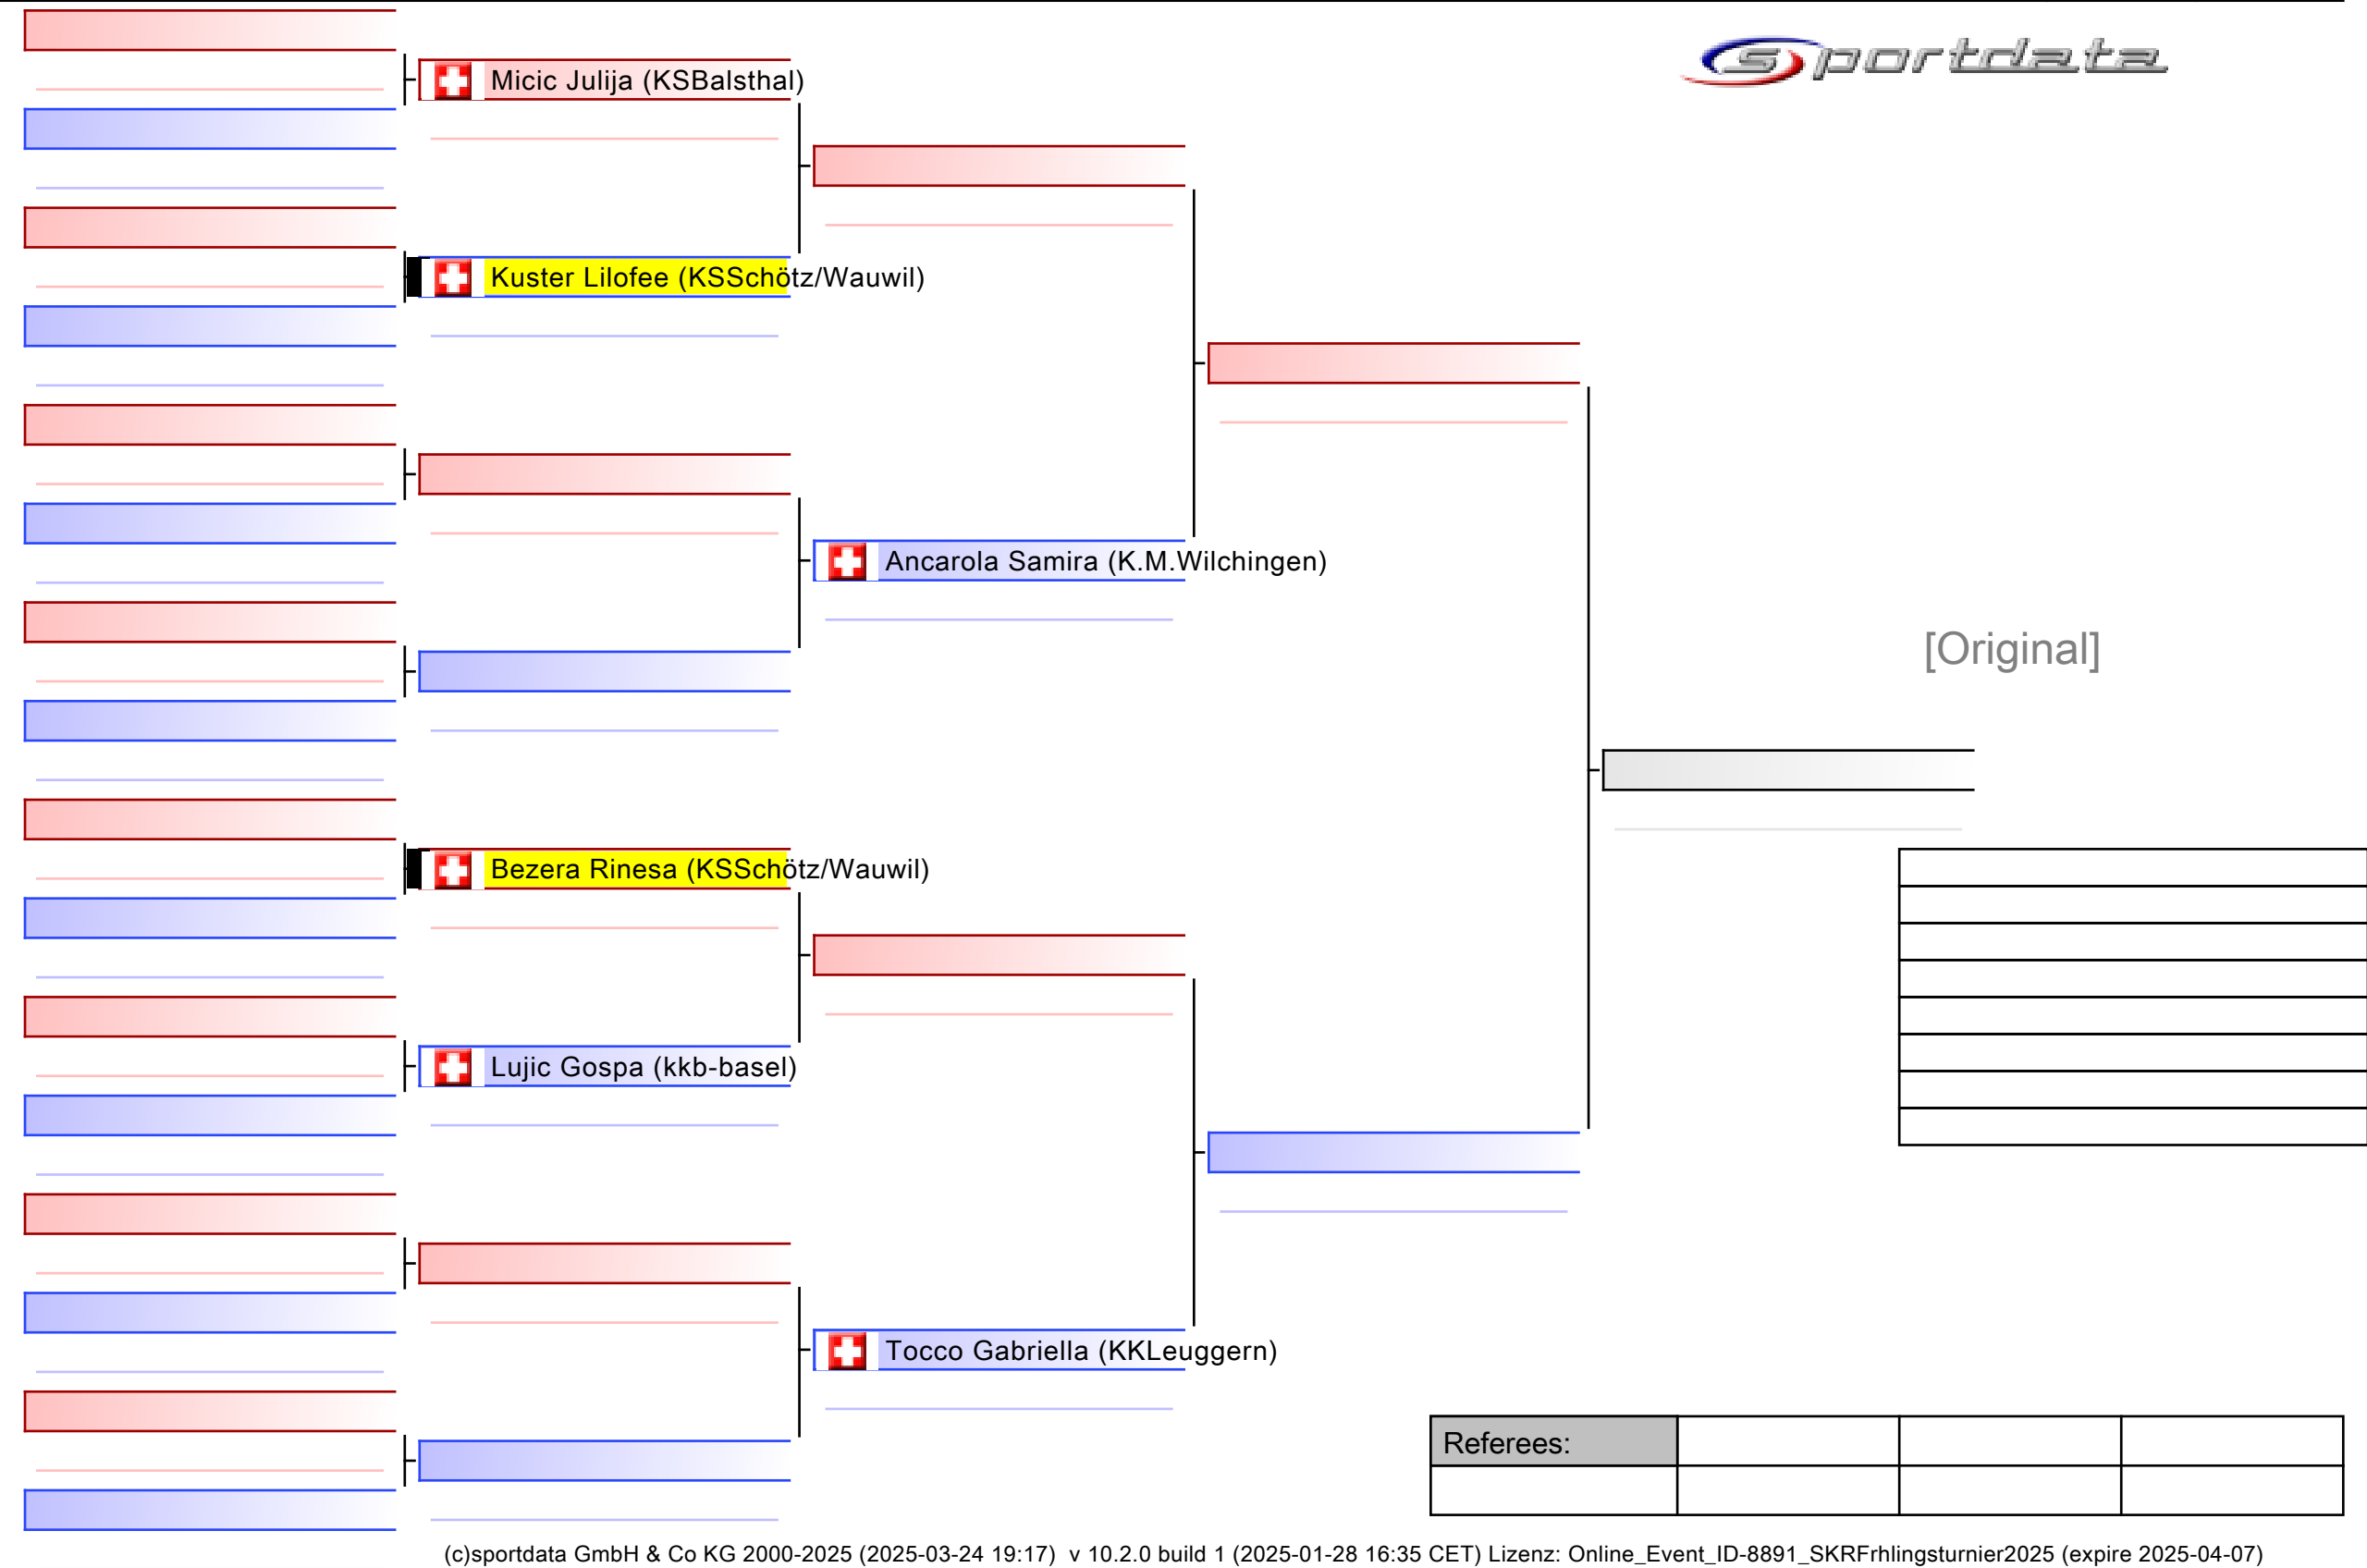 sportdata
Micic Julija (KSBalsthal)
Kuster Lilofee (KSSchötz/Wauwil)
Ancarola Samira (K.M.Wilchingen)
[Original]
Bezera Rinesa (KSSchötz/Wauwil)
Lujic Gospa (kkb-basel)
Tocco Gabriella (KKLeuggern)
Referees:
(c)sportdata GmbH & Co KG 2000-2025 (2025-03-24 19:17)  v 10.2.0 build 1 (2025-01-28 16:35 CET) Lizenz: Online_Event_ID-8891_SKRFrhlingsturnier2025 (expire 2025-04-07)